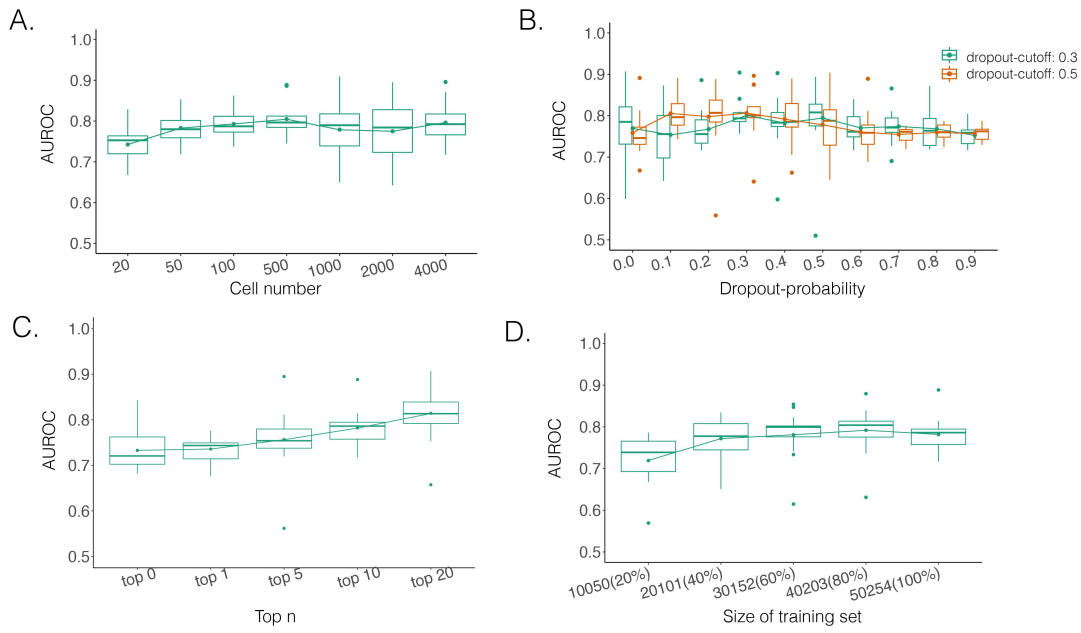 A.
1.0
0.9
0.8
0.7
0.6
0.5
AUROC
20 50 100 500 1000 2000 4000
Cell number
B.
1.0
0.9
0.8
0.7
0.6
0.5
AUROC
dropout-cutoff: 0.3
dropout-cutoff: 0.5
0.0 0.1 0.2 0.3 0.4 0.5 0.6 0.7 0.8 0.9
Dropout-probability
C.
1.0
0.9
0.8
0.7
0.6
0.5
AUROC
top 0 top 1 top 5 top 10 top 20
Top n
D.
1.0
0.9
0.8
0.7
0.6
0.5
AUROC
10050(20%) 20101(40%) 30152(60%) 40203(80%) 50254(100%)
Size of training set